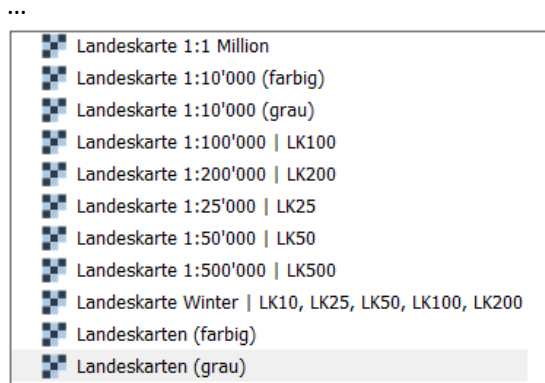 ...
Landeskarte 1:1 Million
Landeskarte 1:10'000 (farbig)
Landeskarte 1:10'000 (grau)
Landeskarte 1:100'000 | LK100
Landeskarte 1:200'000 | LK200
Landeskarte 1:25'000 | LK25
Landeskarte 1:50'000 | LK50
Landeskarte 1:500'000 | LK500
Landeskarte Winter | LK10, LK25, LK50, LK100, LK200
Landeskarten (farbig)
Landeskarten (grau)